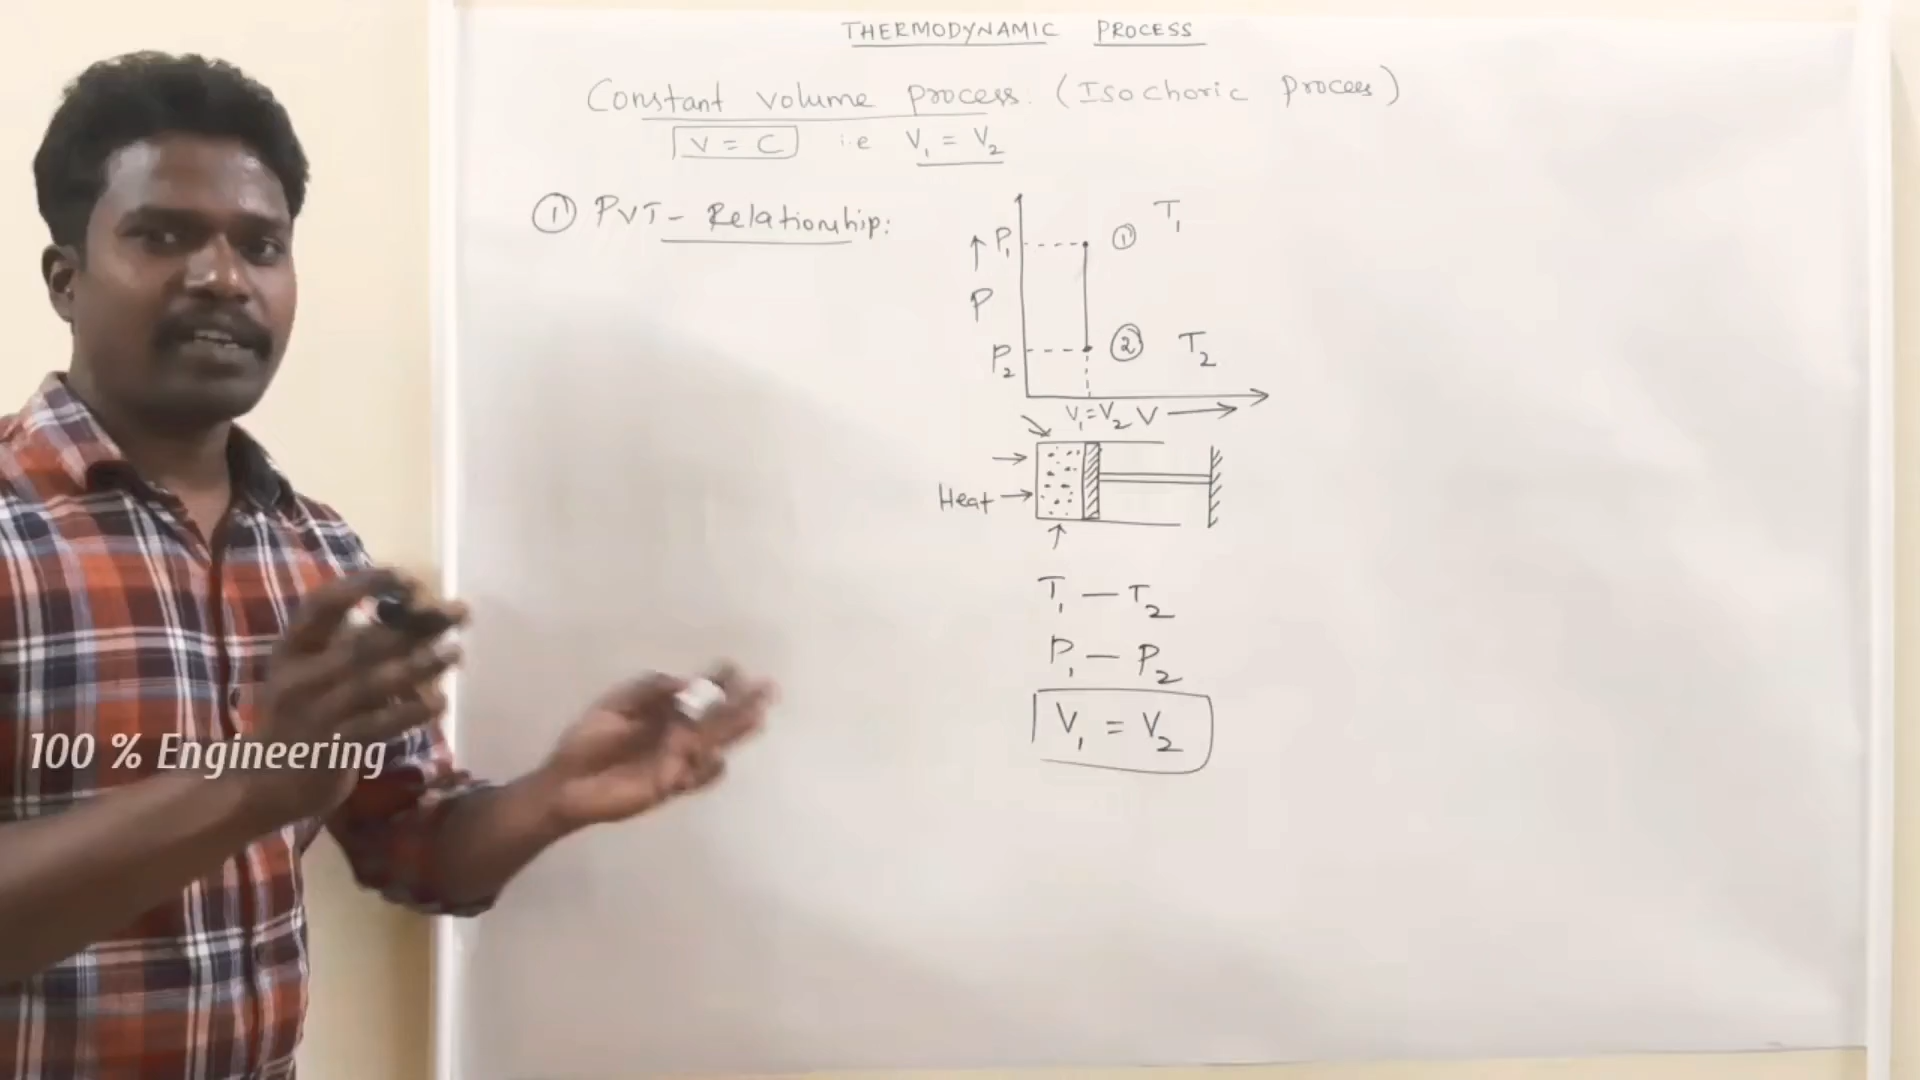 THERMODYNAMIC PROCESS
Constant volume process. (Isochoric process)
V = C i.e V₁ = V₂
① PVT - Relationship:
T₁
P₁ ①
P
P₂ ② T₂
V₁=V₂ V
Heat
T₁ — T₂
P₁ — P₂
V₁ = V₂
100 % Engineering